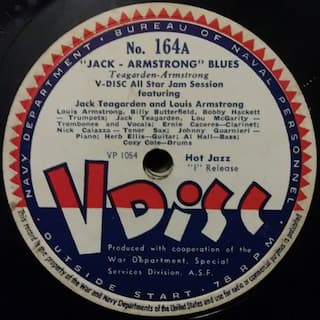 NAVY DEPARTMENT · BUREAU OF NAVAL PERSONNEL
No. 164A
"JACK - ARMSTRONG" BLUES
Teagarden-Armstrong
V-DISC All Star Jam Session
featuring
Jack Teagarden and Louis Armstrong
Louis Armstrong, Billy Butterfield, Bobby Hackett
— Trumpets; Jack Teagarden, Lou McGarity —
Trombones and Vocals; Ernie Caceres—Clarinet;
Nick Caiazza — Tenor Sax; Johnny Guarnieri —
Piano; Herb Ellis—Guitar; Al Hall—Bass;
Cozy Cole—Drums
VP 1054
Hot Jazz
"I" Release
V Disc
Produced with cooperation of the
War Department, Special
Services Division, A.S.F.
OUTSIDE START · 78 RPM
This record is the property of the War and Navy Departments of the United States and use for radio or commercial purposes is prohibited